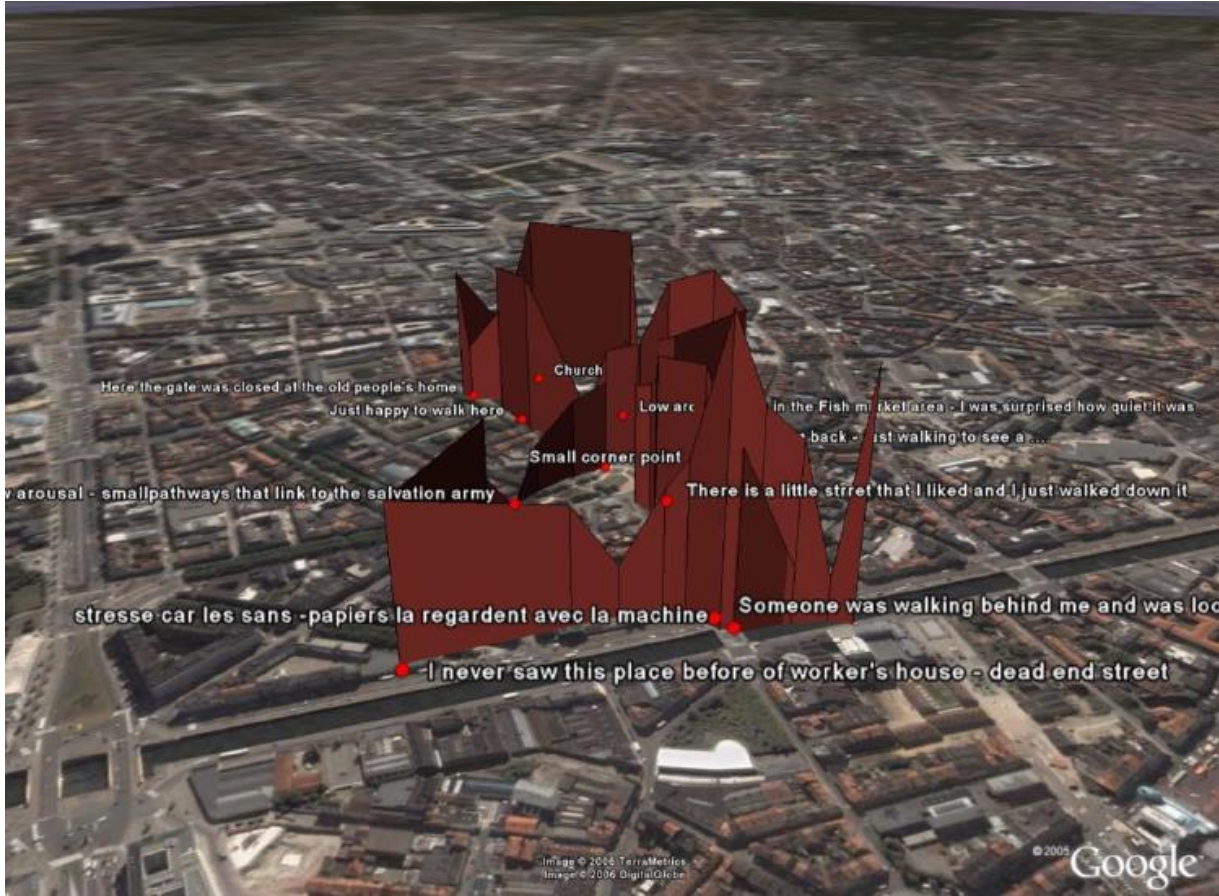 Church
Here the gate was closed at the old people's home
Just happy to walk here
Low arc
in the Fish market area - I was surprised how quiet it was
back - just walking to see a ...
Small corner point
arousal - smallpathways that link to the salvation army
There is a little strret that I liked and I just walked down it
stresse car les sans -papiers la regardent avec la machine
Someone was walking behind me and was loo
I never saw this place before of worker's house - dead end street
Image © 2006 TerraMetrics
Image © 2006 DigitalGlobe
© 2005 Google